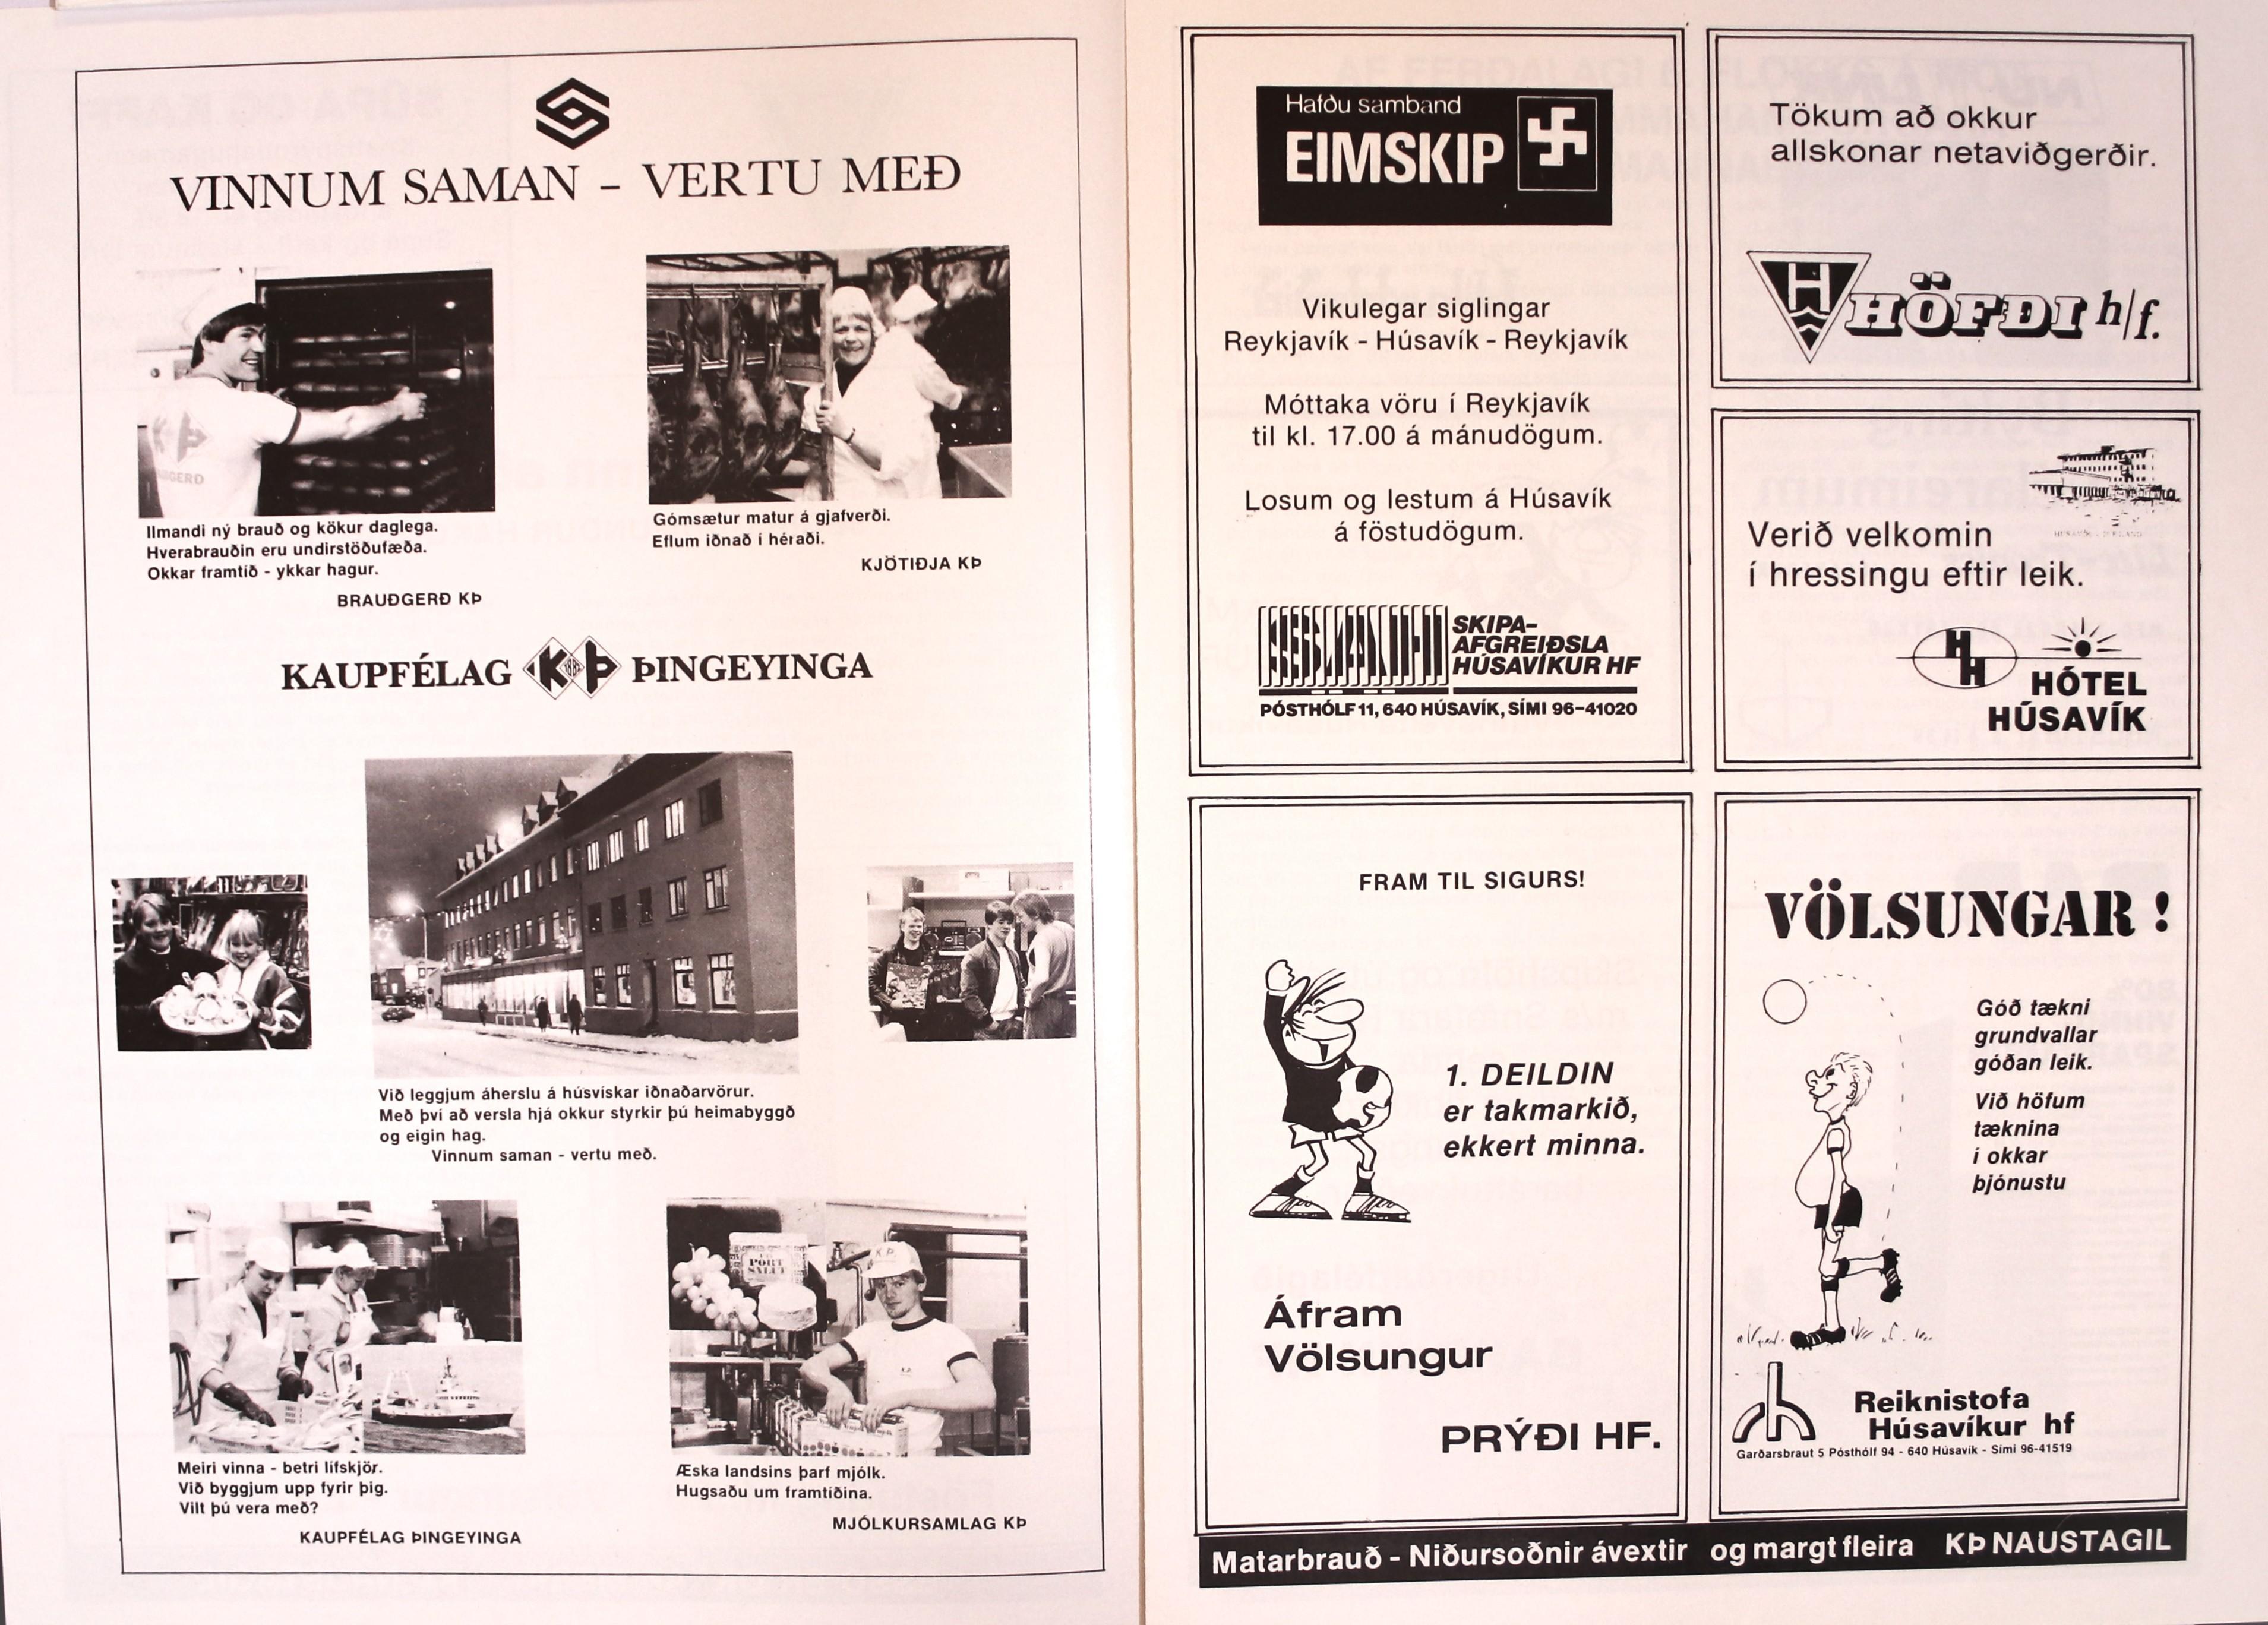 VINNUM SAMAN - VERTU MEÐ
Ilmandi ný brauð og kökur daglega.
Hverabrauðin eru undirstöðufæða.
Okkar framtíð - ykkar hagur.
BRAUÐGERÐ KÞ
Gómsætur matur á gjafverði.
Eflum iðnað í héraði.
KJÖTIÐJA KÞ
KAUPFÉLAG KÞ ÞINGEYINGA
Við leggjum áherslu á húsvískar iðnaðarvörur.
Með því að versla hjá okkur styrkir þú heimabyggð
og eigin hag.
Vinnum saman - vertu með.
PORT
SALUT
K.Þ.
Meiri vinna - betri lífskjör.
Við byggjum upp fyrir þig.
Vilt þú vera með?
KAUPFÉLAG ÞINGEYINGA
Æska landsins þarf mjólk.
Hugsaðu um framtíðina.
MJÓLKURSAMLAG KÞ
Hafðu samband
EIMSKIP
Vikulegar siglingar
Reykjavík - Húsavík - Reykjavík
Móttaka vöru í Reykjavík
til kl. 17.00 á mánudögum.
Losum og lestum á Húsavík
á föstudögum.
SKIPA-
AFGREIÐSLA
HÚSAVÍKUR HF
PÓSTHÓLF 11, 640 HÚSAVÍK, SÍMI 96-41020
Tökum að okkur
allskonar netaviðgerðir.
H HÖFÐI h/f.
Verið velkomin
í hressingu eftir leik.
HH
HÓTEL
HÚSAVÍK
FRAM TIL SIGURS!
1. DEILDIN
er takmarkið,
ekkert minna.
Áfram
Völsungur
PRÝÐI HF.
VÖLSUNGAR !
Góð tækni
grundvallar
góðan leik.
Við höfum
tæknina
í okkar
þjónustu
Reiknistofa
Húsavíkur hf
Garðarsbraut 5 Pósthólf 94 - 640 Húsavík - Sími 96-41519
Matarbrauð - Niðursoðnir ávextir og margt fleira KÞ NAUSTAGIL